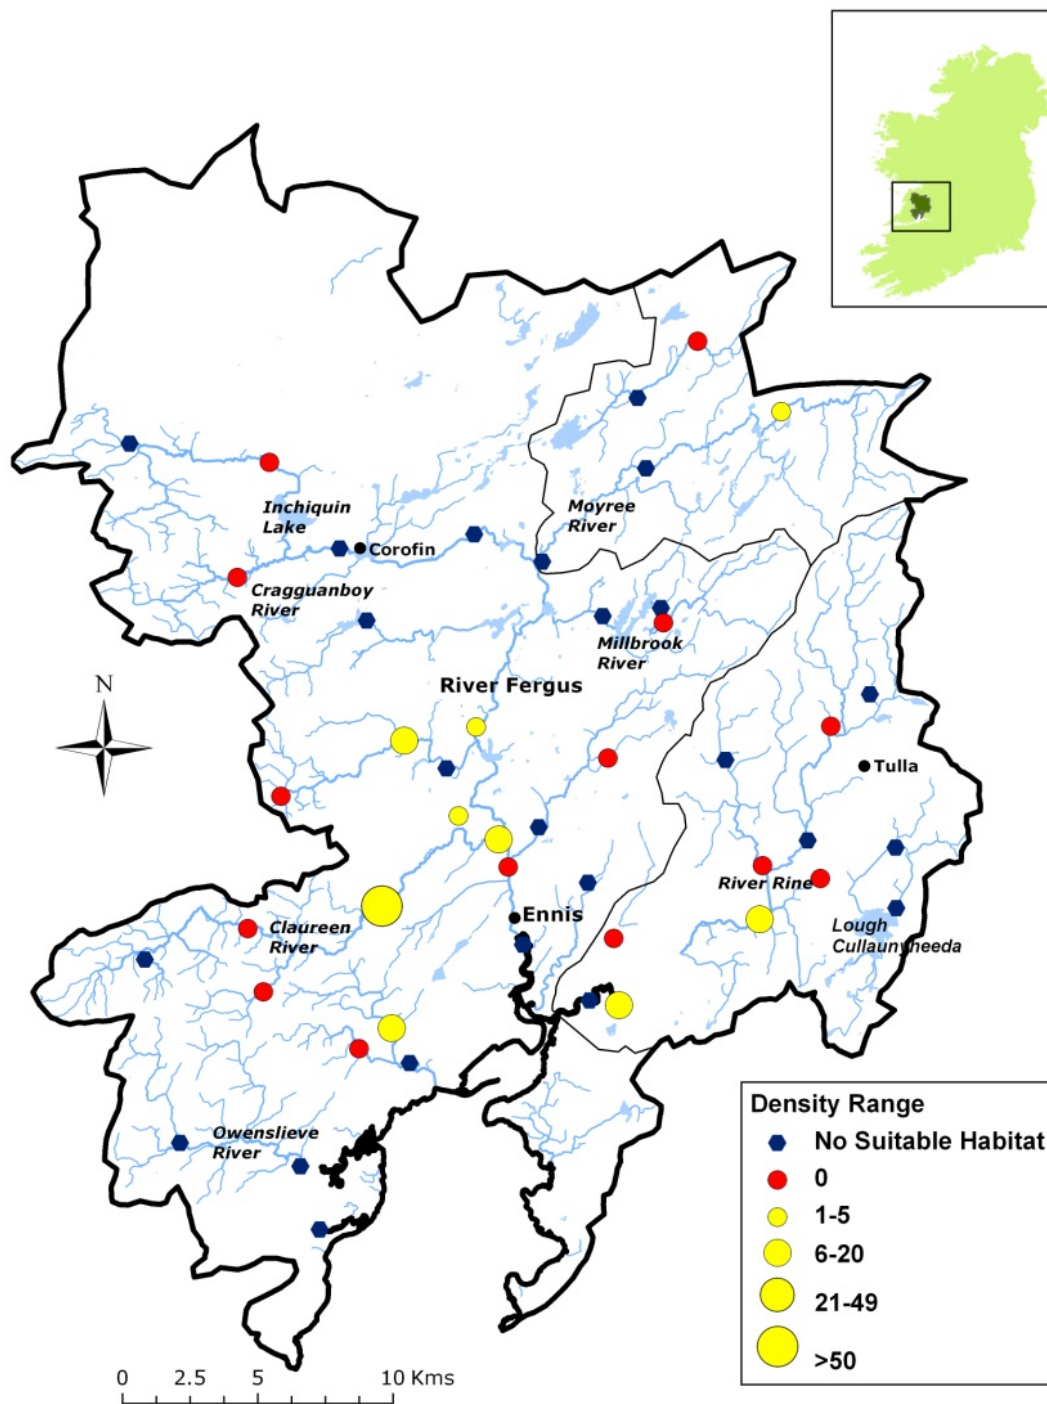 Inchiquin
Lake
Corofin
Moyree
River
Cragguanboy
River
Millbrook
River
N
River Fergus
Tulla
River Rine
Ennis
Claureen
River
Lough
Cullaunyheeda
Owenslieve
River
Density Range
No Suitable Habitat
0
1-5
6-20
21-49
>50
0 2.5 5 10 Kms